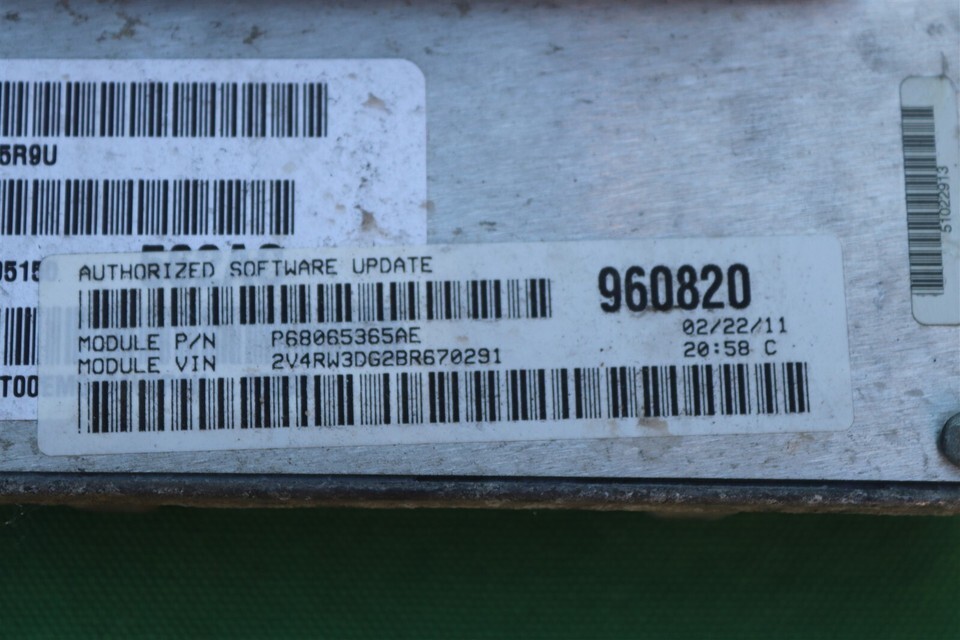 5R9U
AUTHORIZED SOFTWARE UPDATE
960820
MODULE P/N P68065365AE
02/22/11
MODULE VIN 2V4RW3DG2BR670291
20:58 C
51022913